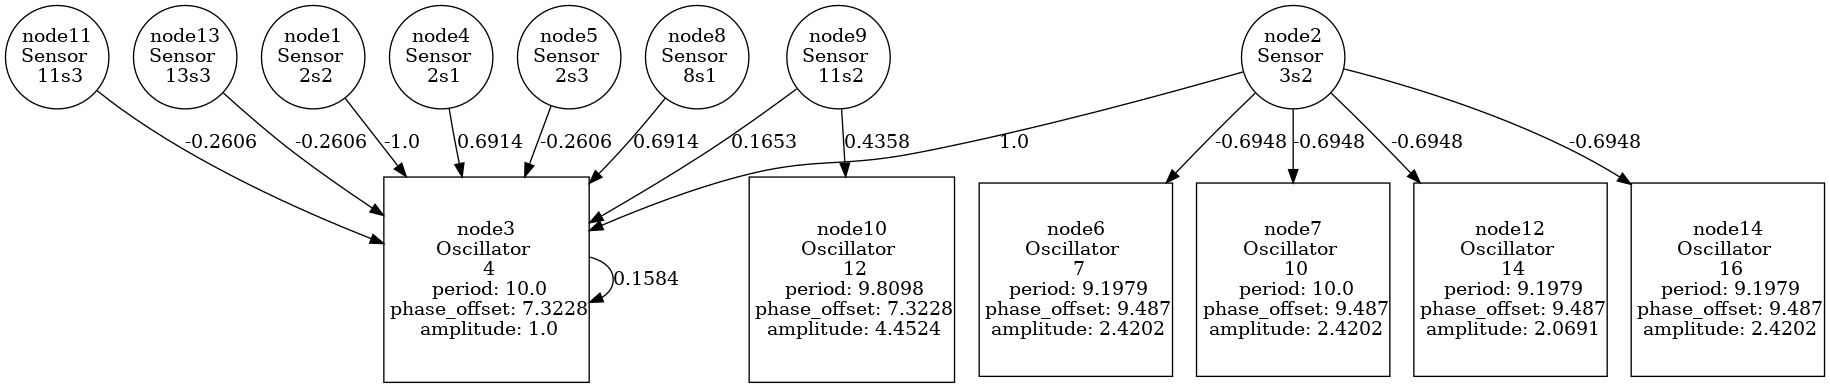 node11
Sensor
11s3
node13
Sensor
13s3
node1
Sensor
2s2
node4
Sensor
2s1
node5
Sensor
2s3
node8
Sensor
8s1
node9
Sensor
11s2
node2
Sensor
3s2
-0.2606
-0.2606
-1.0
0.6914
-0.2606
0.6914
0.1653
0.4358
1.0
-0.6948
-0.6948
-0.6948
-0.6948
node3
Oscillator
4
period: 10.0
phase_offset: 7.3228
amplitude: 1.0
0.1584
node10
Oscillator
12
period: 9.8098
phase_offset: 7.3228
amplitude: 4.4524
node6
Oscillator
7
period: 9.1979
phase_offset: 9.487
amplitude: 2.4202
node7
Oscillator
10
period: 10.0
phase_offset: 9.487
amplitude: 2.4202
node12
Oscillator
14
period: 9.1979
phase_offset: 9.487
amplitude: 2.0691
node14
Oscillator
16
period: 9.1979
phase_offset: 9.487
amplitude: 2.4202